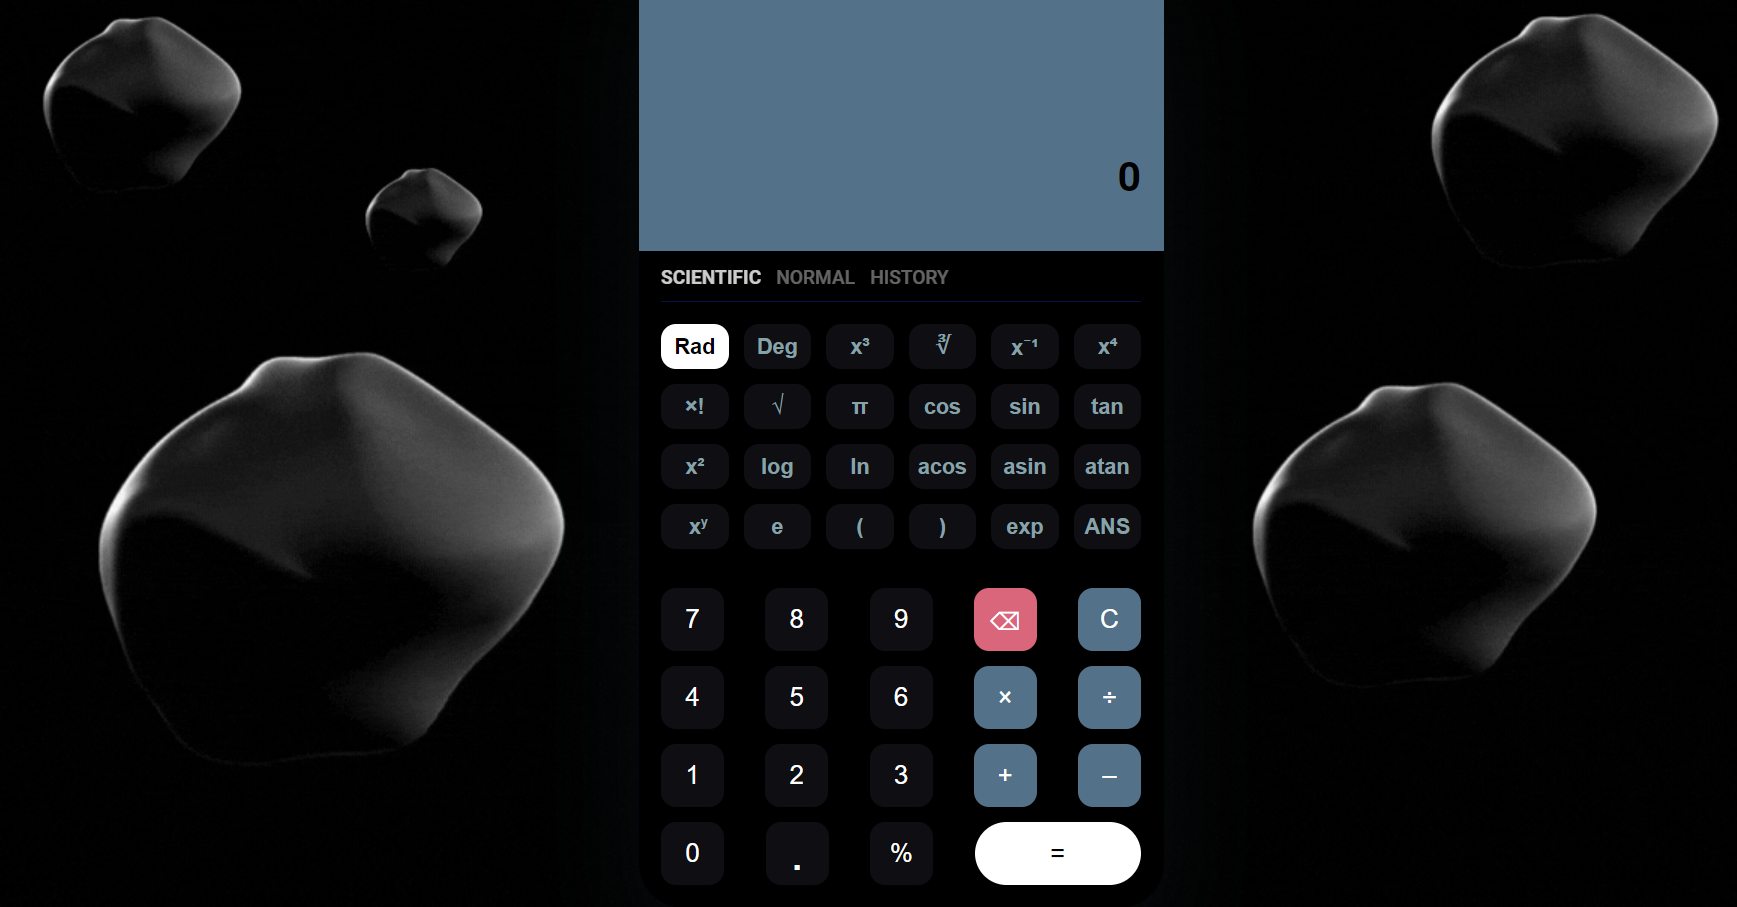 0
SCIENTIFIC NORMAL HISTORY
Rad Deg x³ ∛ x⁻¹ x⁴
×! √ π cos sin tan
x² log ln acos asin atan
xʸ e ( ) exp ANS
7 8 9 ⌫ C
4 5 6 × ÷
1 2 3 + –
0 . % =